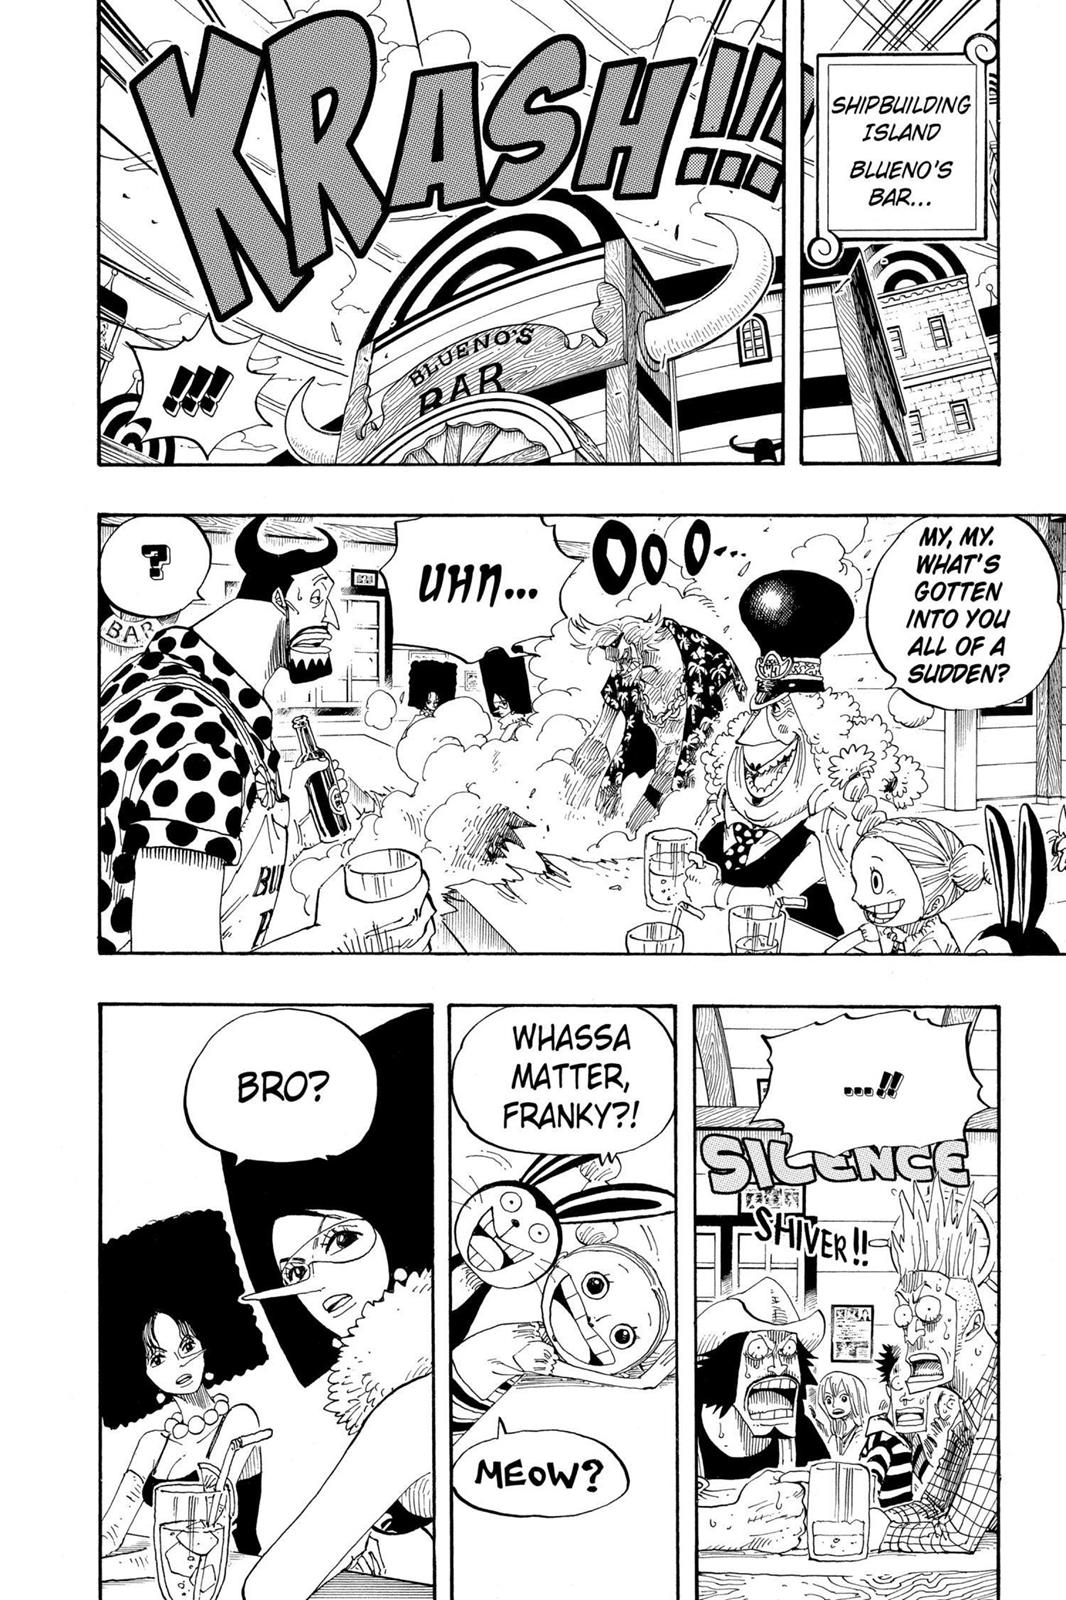 KRASH!!!
SHIPBUILDING
ISLAND
BLUENO'S
BAR...
!!!
BLUENO'S
BAR
?
BAR
UHN...
OOO...
MY, MY.
WHAT'S
GOTTEN
INTO YOU
ALL OF A
SUDDEN?
BRO?
WHASSA
MATTER,
FRANKY?!
MEOW?
...!!
SILENCE
SHIVER!!